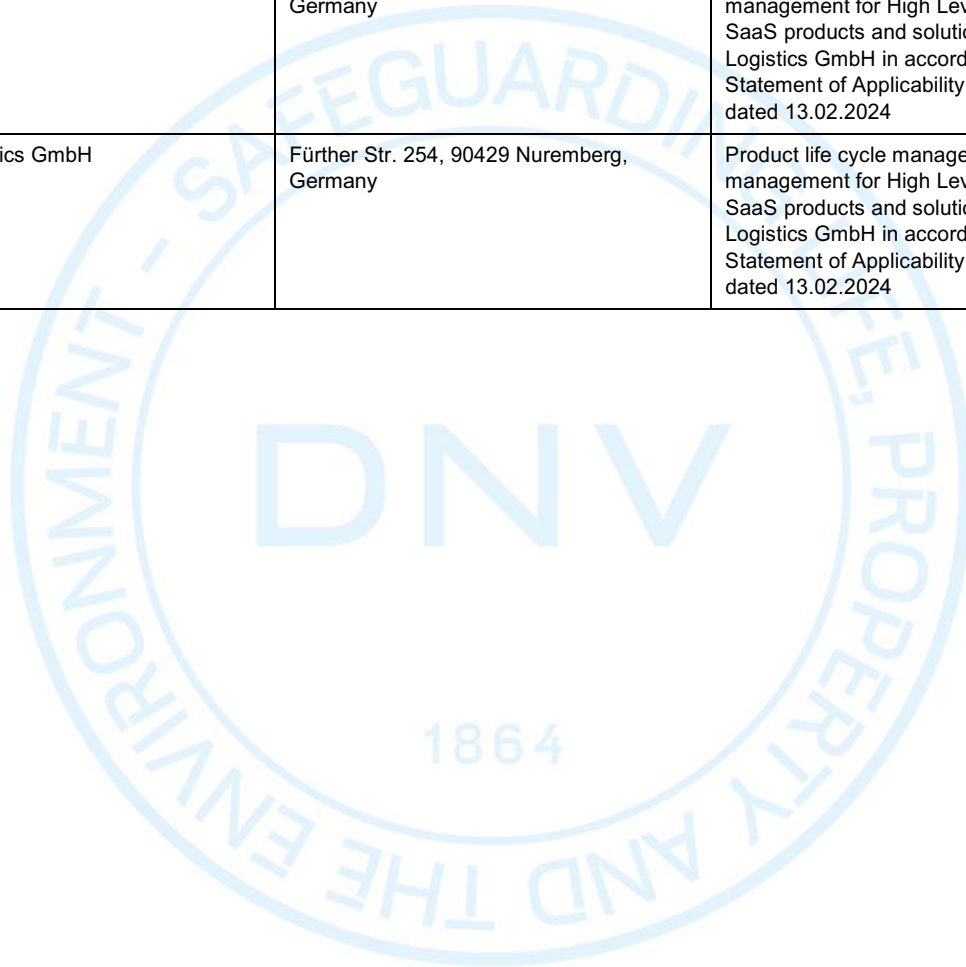 Germany
management for High Lev
SaaS products and soluti
Logistics GmbH in accord
Statement of Applicability
dated 13.02.2024
ics GmbH
Fürther Str. 254, 90429 Nuremberg,
Germany
Product life cycle manage
management for High Lev
SaaS products and soluti
Logistics GmbH in accord
Statement of Applicability
dated 13.02.2024
SAFEGUARDING LIFE, PROPERTY AND THE ENVIRONMENT -
DNV
1864